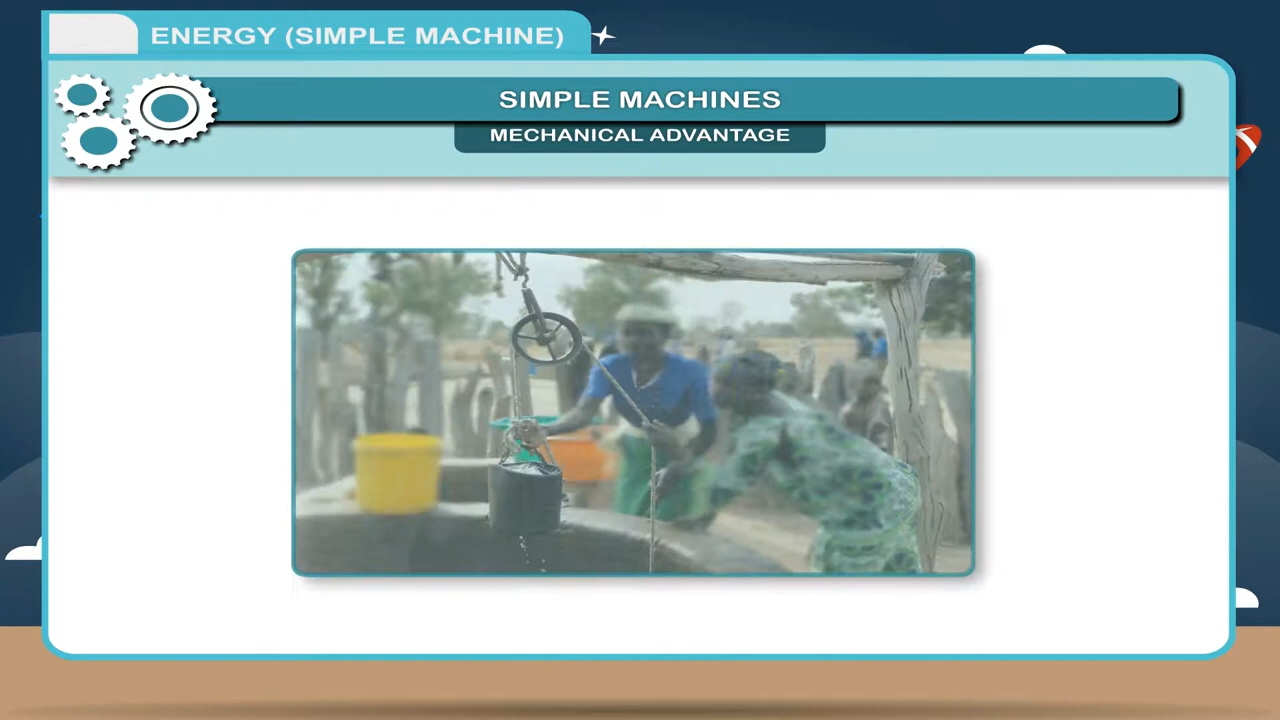 ENERGY (SIMPLE MACHINE)
SIMPLE MACHINES
MECHANICAL ADVANTAGE